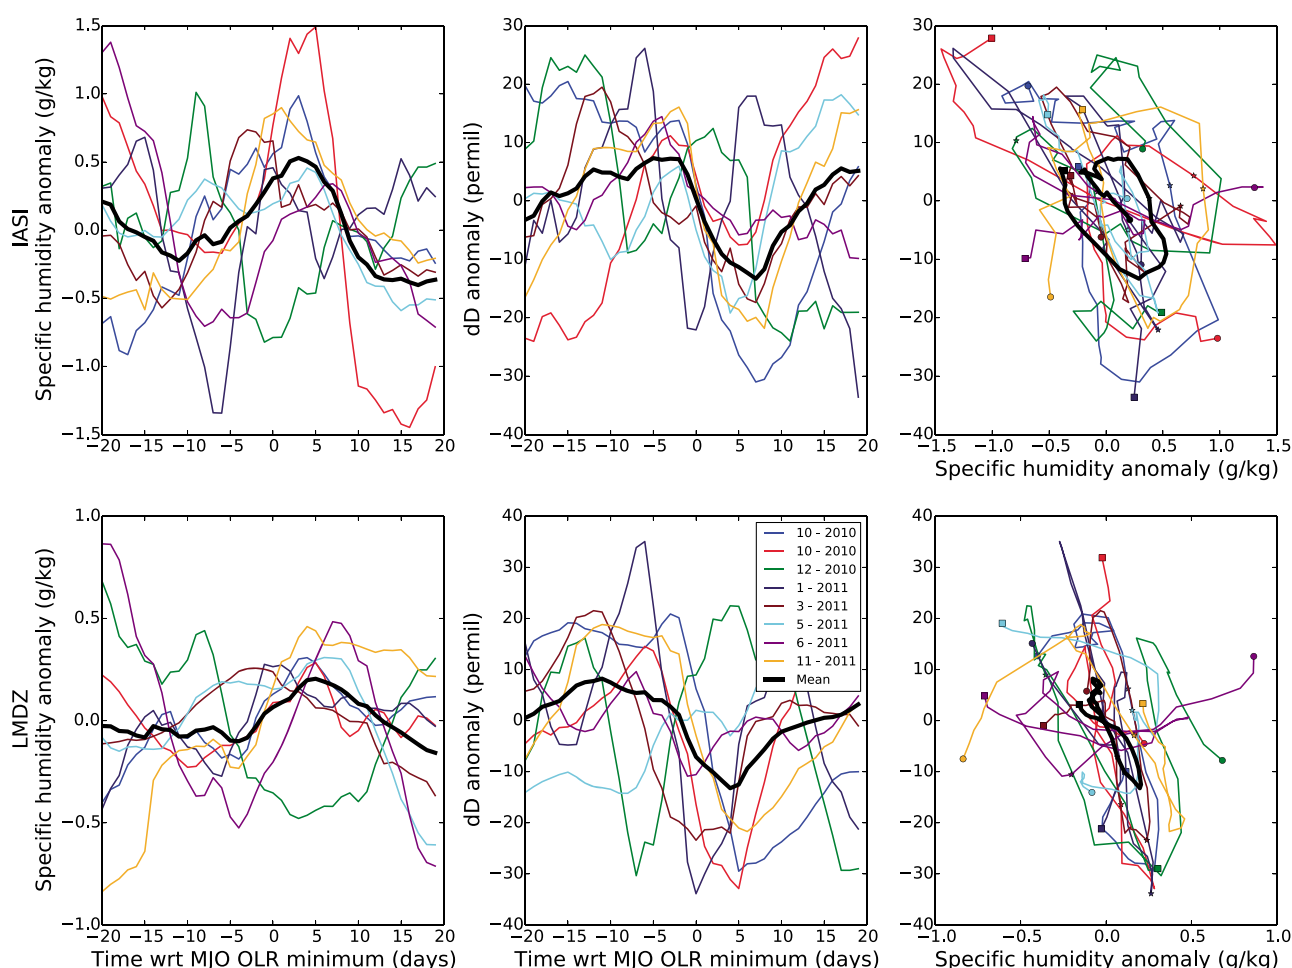 IASI
Specific humidity anomaly (g/kg)
1.5
1.0
0.5
0.0
−0.5
−1.0
−1.5
−20 −15 −10 −5 0 5 10 15 20
dD anomaly (permil)
30
20
10
0
−10
−20
−30
−40
−20 −15 −10 −5 0 5 10 15 20
30
20
10
0
−10
−20
−30
−40
−1.5 −1.0 −0.5 0.0 0.5 1.0 1.5
Specific humidity anomaly (g/kg)
LMDZ
Specific humidity anomaly (g/kg)
1.0
0.5
0.0
−0.5
−1.0
−20 −15 −10 −5 0 5 10 15 20
Time wrt MJO OLR minimum (days)
dD anomaly (permil)
40
30
20
10
0
−10
−20
−30
−40
10 - 2010
10 - 2010
12 - 2010
1 - 2011
3 - 2011
5 - 2011
6 - 2011
11 - 2011
Mean
−20 −15 −10 −5 0 5 10 15 20
Time wrt MJO OLR minimum (days)
40
30
20
10
0
−10
−20
−30
−40
−1.0 −0.5 0.0 0.5 1.0
Specific humidity anomaly (g/kg)